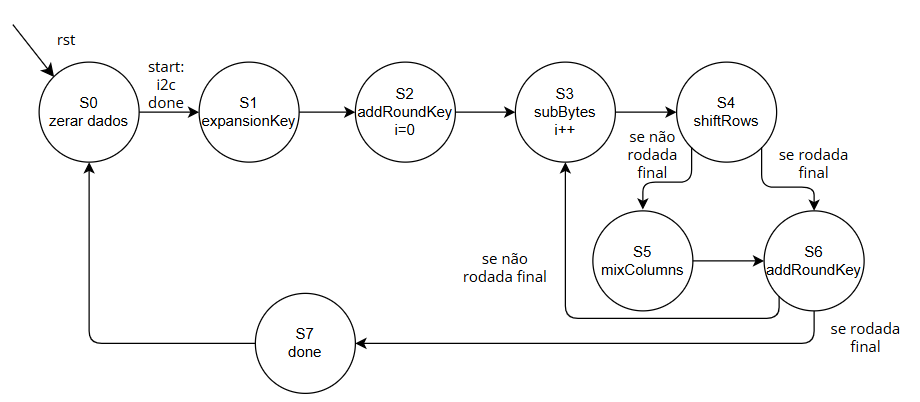 rst
start:
i2c
done
S0
zerar dados
S1
expansionKey
S2
addRoundKey
i=0
S3
subBytes
i++
S4
shiftRows
se não
rodada
final
se rodada
final
S5
mixColumns
S6
addRoundKey
se não
rodada final
S7
done
se rodada
final